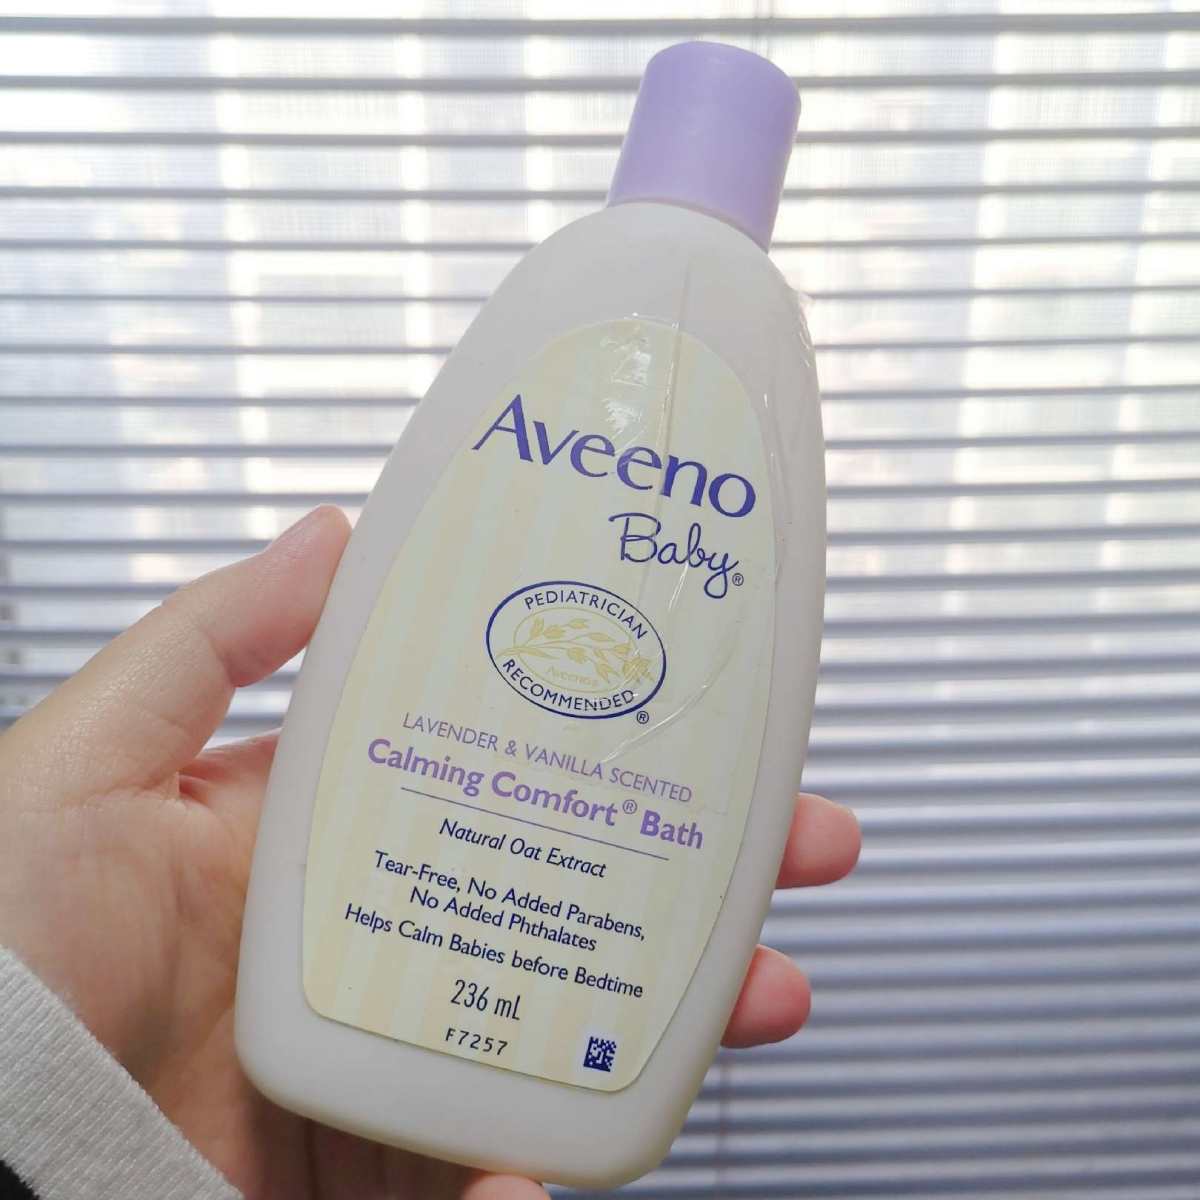 Aveeno
Baby®
PEDIATRICIAN
Aveeno®
RECOMMENDED®
LAVENDER & VANILLA SCENTED
Calming Comfort® Bath
Natural Oat Extract
Tear-Free, No Added Parabens,
No Added Phthalates
Helps Calm Babies before Bedtime
236 mL
F7257